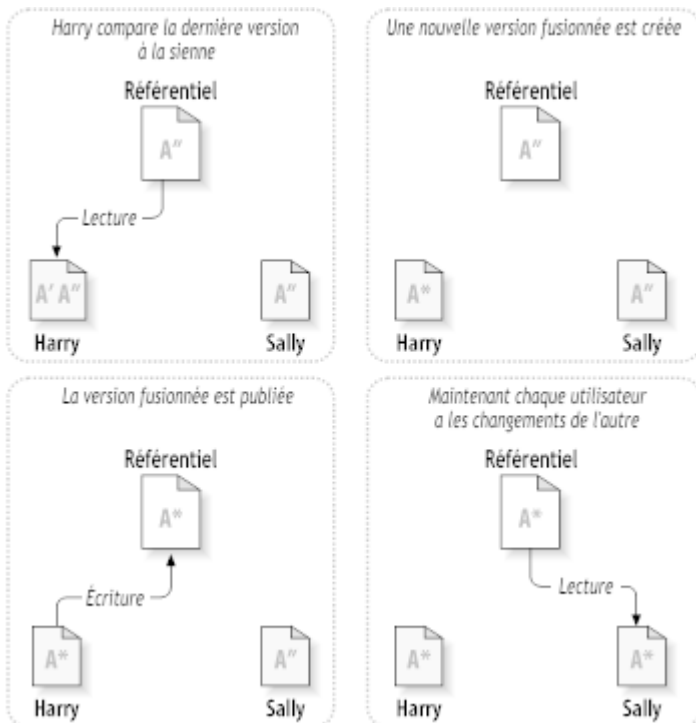 Harry compare la dernière version
à la sienne
Référentiel
A″
Lecture
A′ A″
A″
Harry
Sally
Une nouvelle version fusionnée est créée
Référentiel
A″
A*
A″
Harry
Sally
La version fusionnée est publiée
Référentiel
A*
Écriture
A*
A″
Harry
Sally
Maintenant chaque utilisateur
a les changements de l'autre
Référentiel
A*
Lecture
A*
A*
Harry
Sally